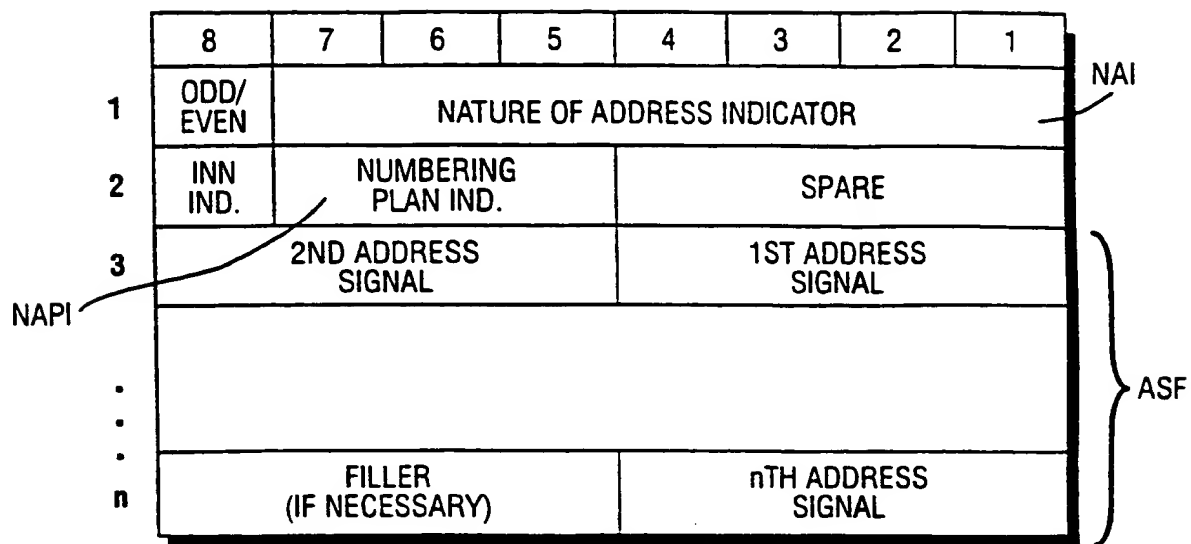 8 7 6 5 4 3 2 1
NAI
1 ODD/ EVEN NATURE OF ADDRESS INDICATOR
2 INN IND. NUMBERING PLAN IND. SPARE
3 2ND ADDRESS SIGNAL 1ST ADDRESS SIGNAL
NAPI
ASF
n FILLER (IF NECESSARY) nTH ADDRESS SIGNAL